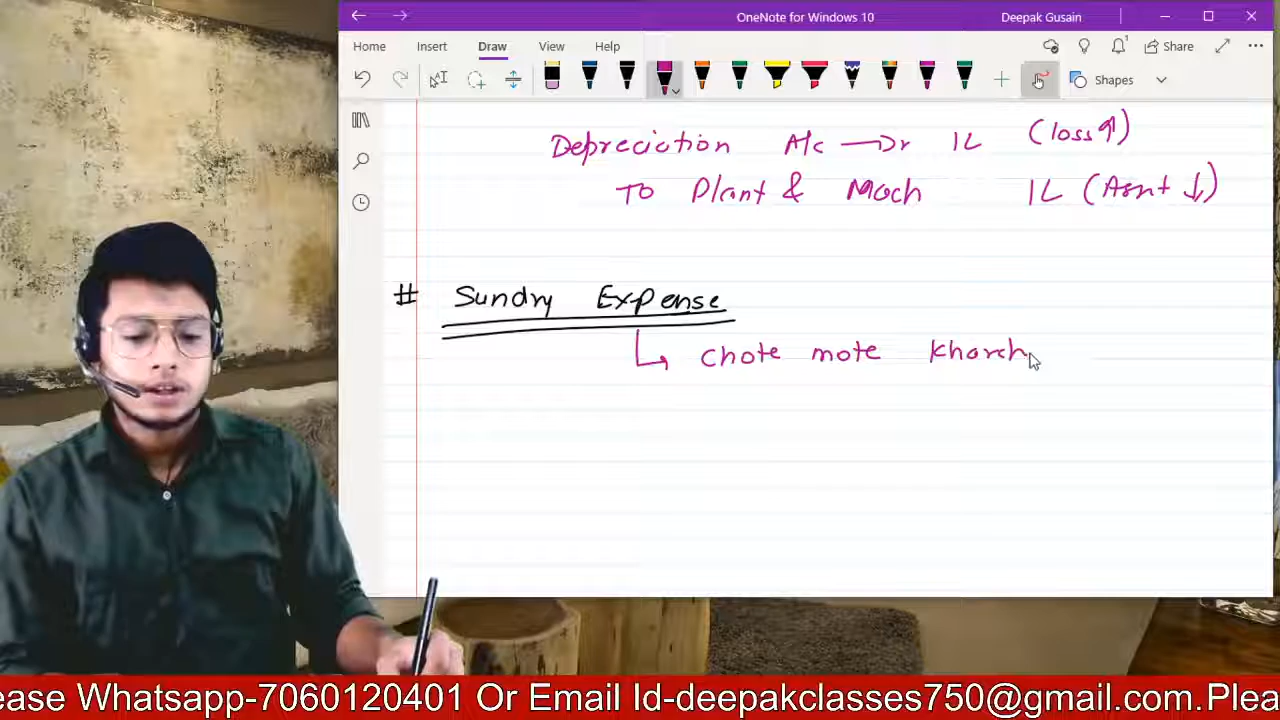 OneNote for Windows 10
Deepak Gusain
Home Insert Draw View Help
Share
Shapes
Depreciction A/c Dr 1L (loss↑)
To Plant & Mach 1L (Asset ↓)
# Sundry Expense
Chote mote kharch
ease Whatsapp-7060120401 Or Email Id-deepakclasses750@gmail.com.Plea